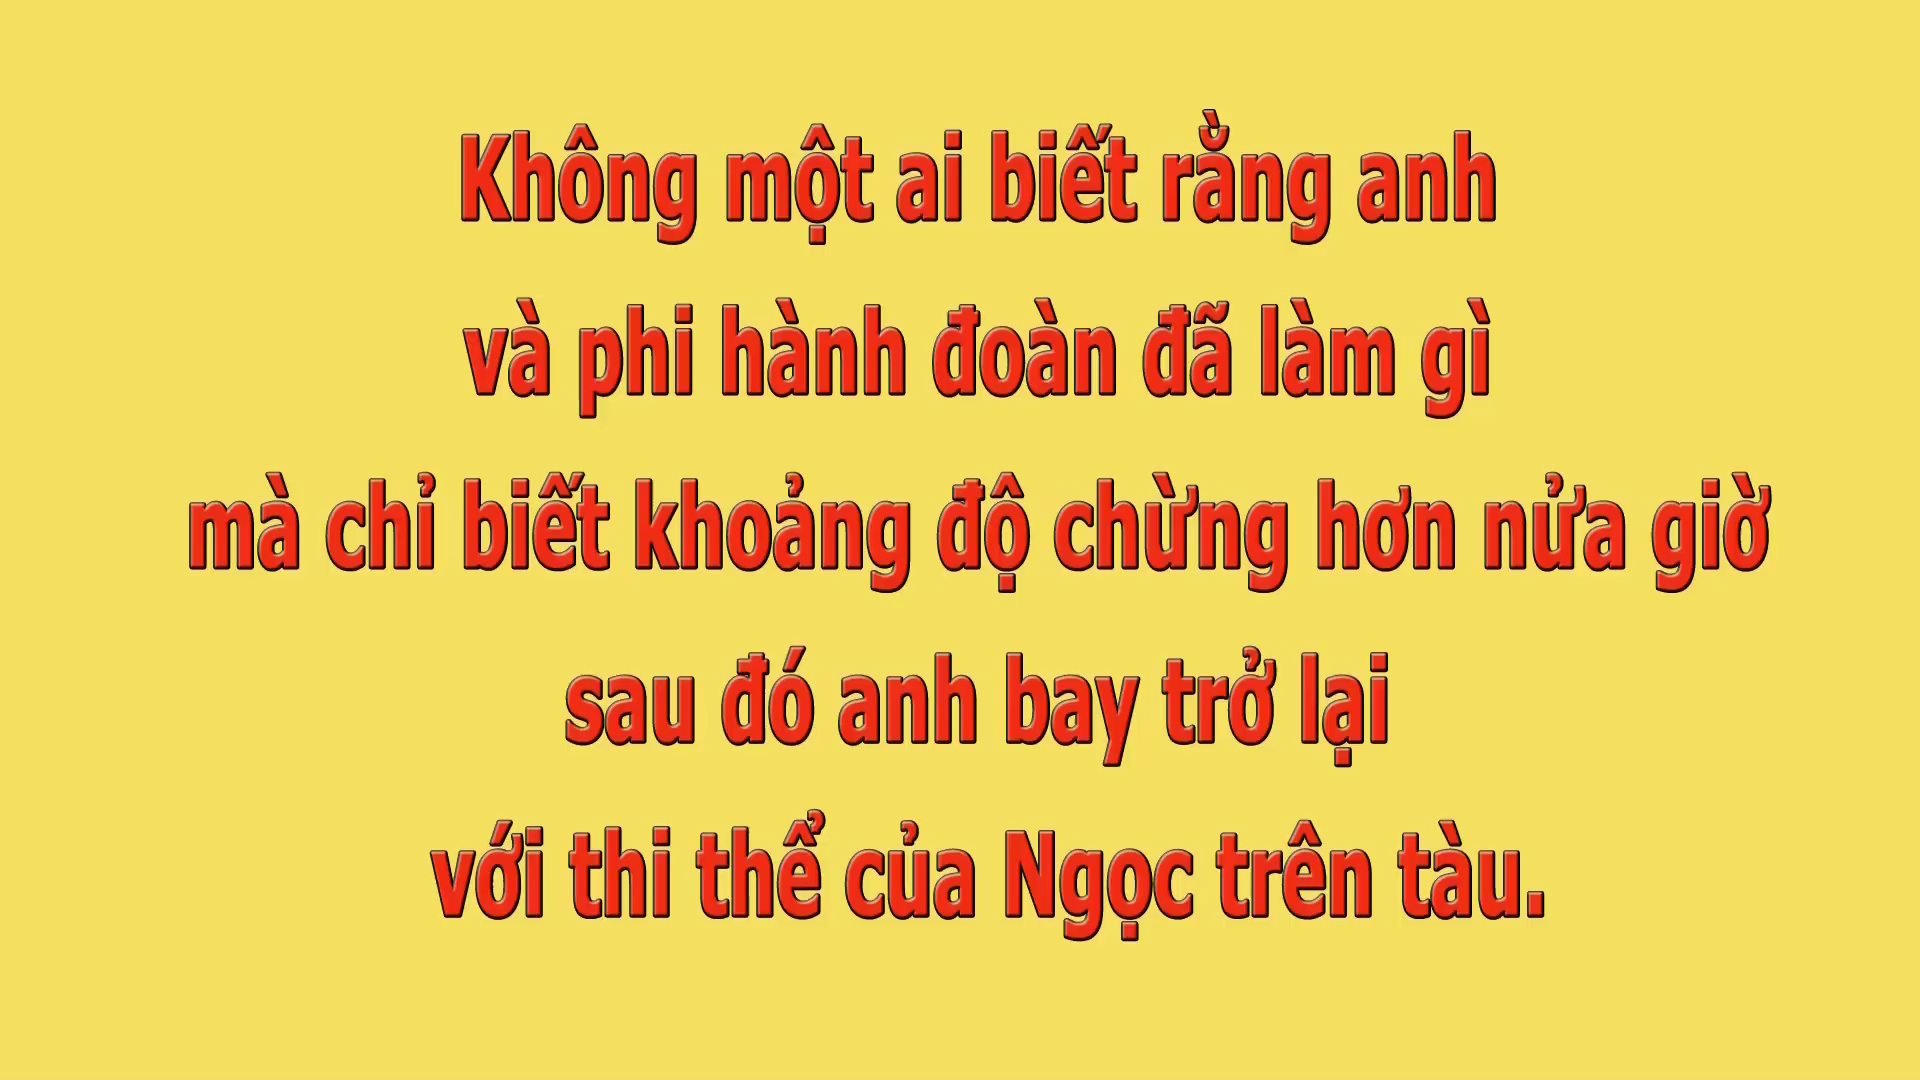 Không một ai biết rằng anh
và phi hành đoàn đã làm gì
mà chỉ biết khoảng độ chừng hơn nửa giờ
sau đó anh bay trở lại
với thi thể của Ngọc trên tàu.